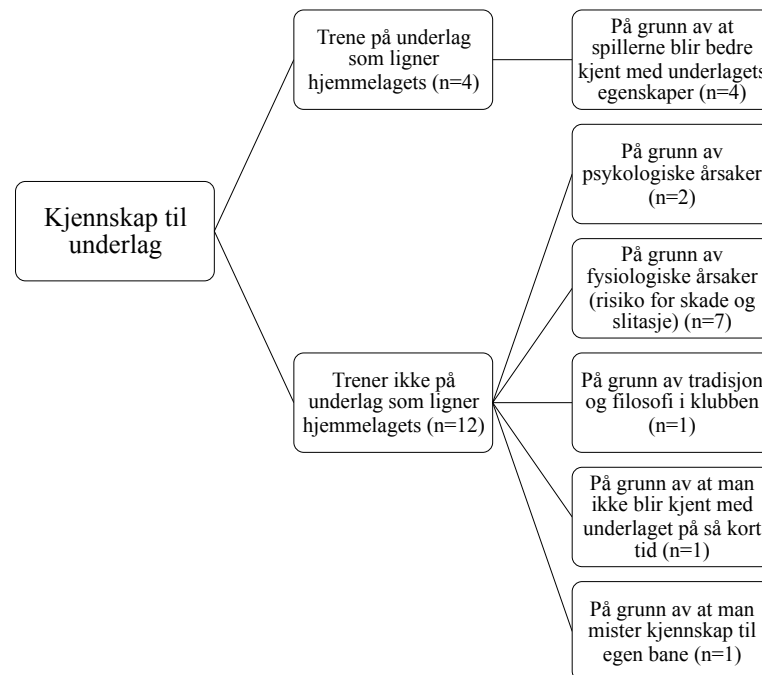 Kjennskap til
underlag
Trene på underlag
som ligner
hjemmelagets (n=4)
På grunn av at
spillerne blir bedre
kjent med underlagets
egenskaper (n=4)
Trener ikke på
underlag som ligner
hjemmelagets (n=12)
På grunn av
psykologiske årsaker
(n=2)
På grunn av
fysiologiske årsaker
(risiko for skade og
slitasje) (n=7)
På grunn av tradisjon
og filosofi i klubben
(n=1)
På grunn av at man
ikke blir kjent med
underlaget på så kort
tid (n=1)
På grunn av at man
mister kjennskap til
egen bane (n=1)